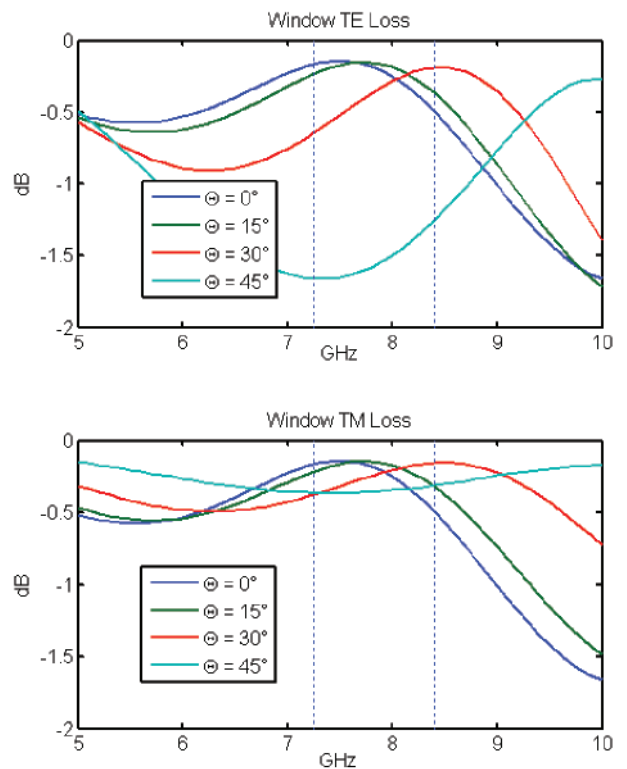 Window TE Loss
0
-0.5
-1
-1.5
-2
dB
Θ = 0°
Θ = 15°
Θ = 30°
Θ = 45°
5 6 7 8 9 10
GHz
Window TM Loss
0
-0.5
-1
-1.5
-2
dB
Θ = 0°
Θ = 15°
Θ = 30°
Θ = 45°
5 6 7 8 9 10
GHz